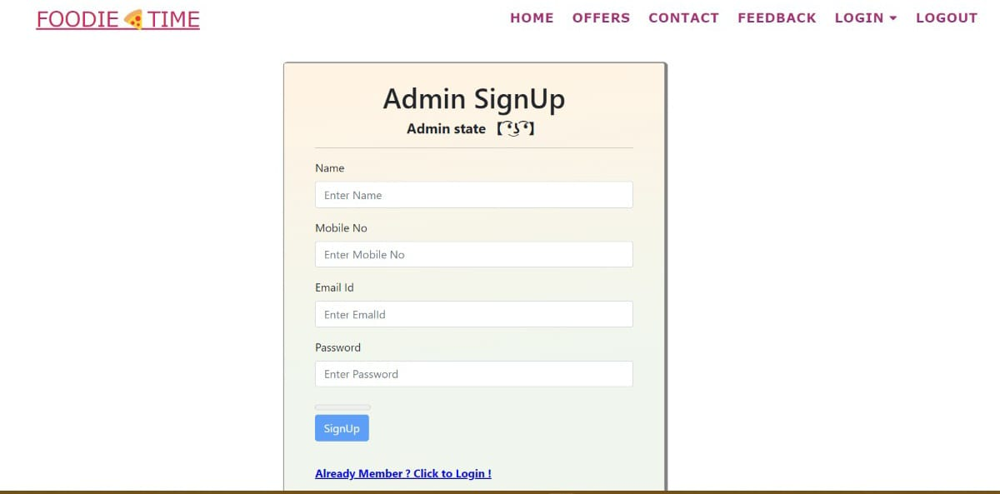 FOODIE🍕TIME
HOME OFFERS CONTACT FEEDBACK LOGIN LOGOUT
Admin SignUp
Admin state 【 ͡❛ ͜ʖ ͡❛】
Name
Enter Name
Mobile No
Enter Mobile No
Email Id
Enter EmalId
Password
Enter Password
SignUp
Already Member ? Click to Login !